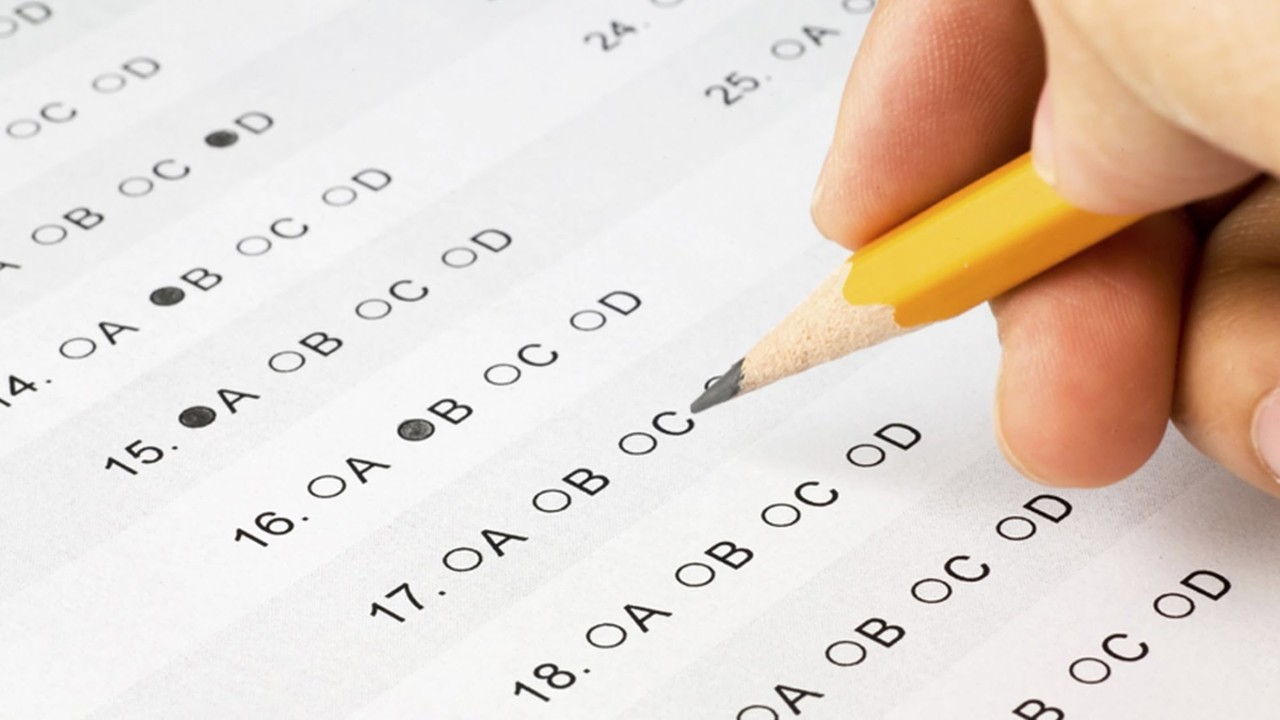 D
C D
B C D
14. A B C D
15. A B C D
16. A B C D
17. A B C
18. A B C D
A B C D
B C D
24.
25. A